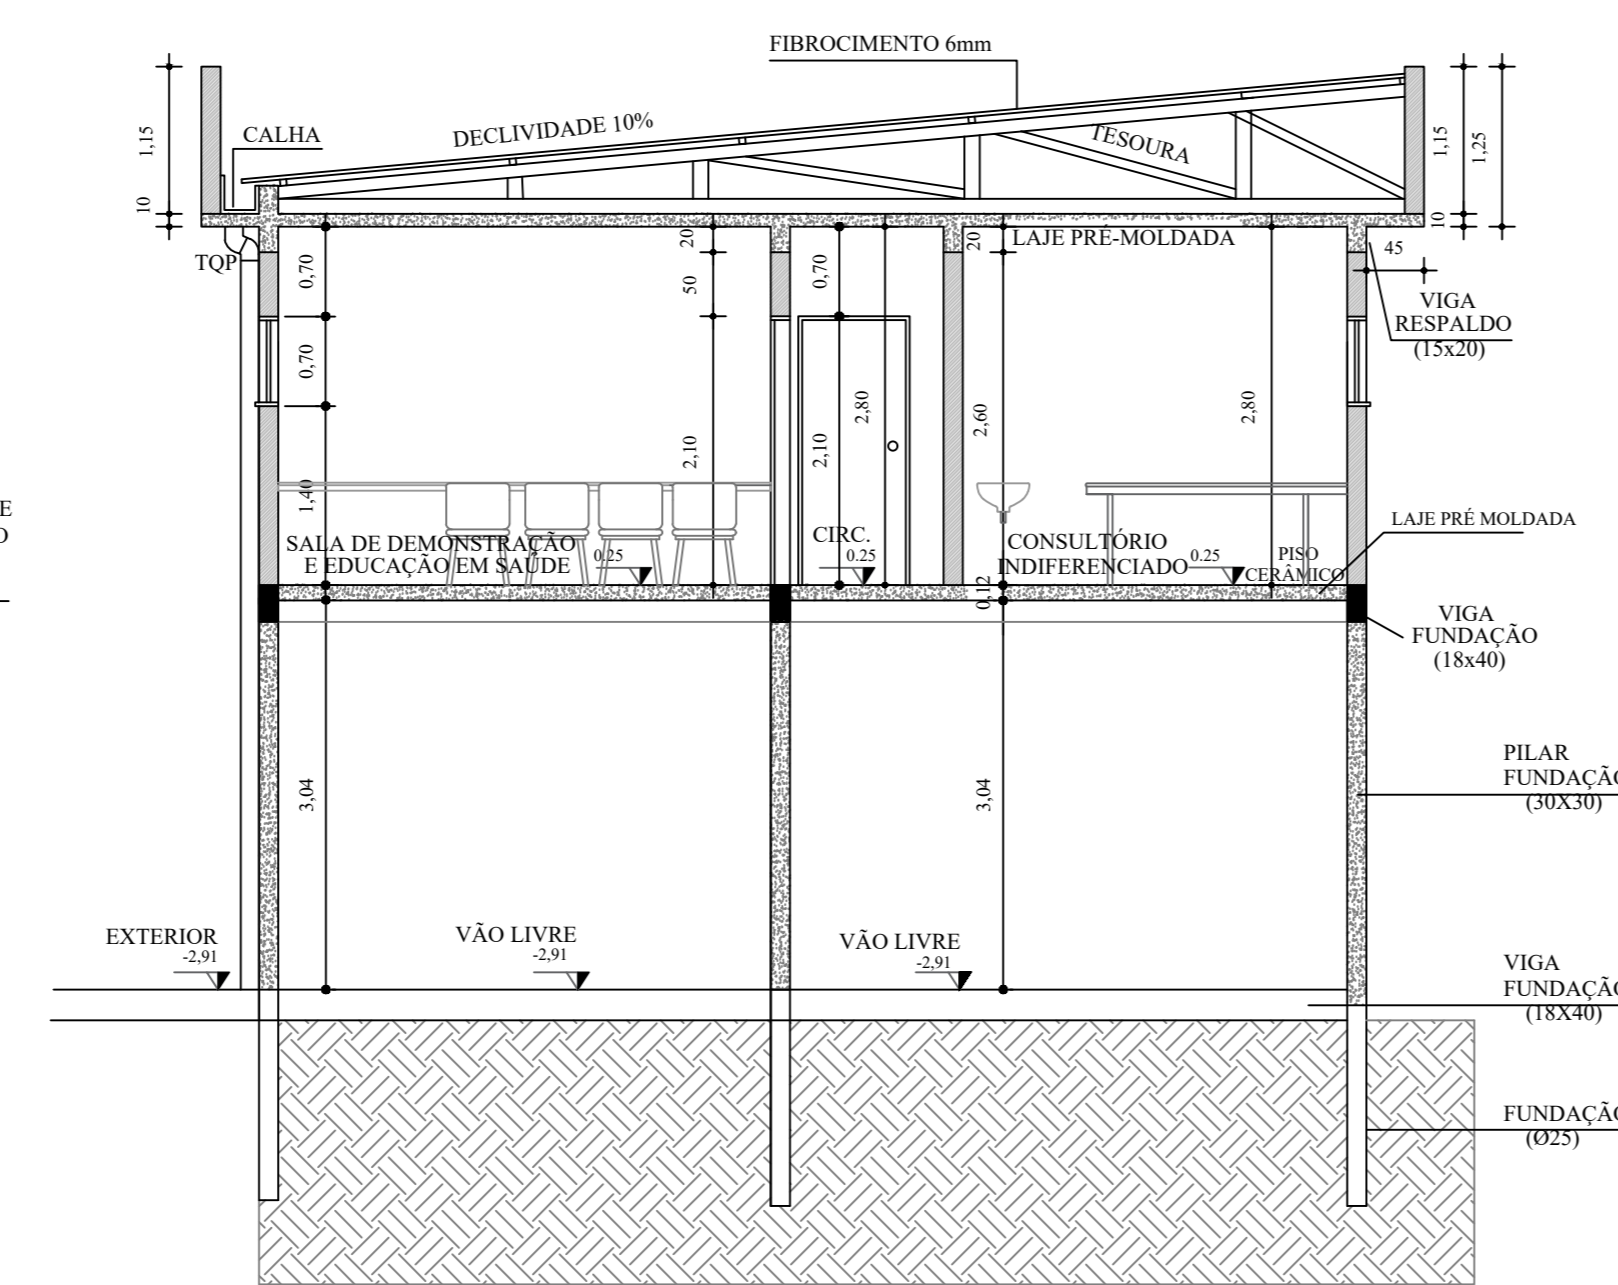 FIBROCIMENTO 6mm
DECLIVIDADE 10%
CALHA
TESOURA
1,15
10
1,15
1,25
10
TQP
0,70
20
50
0,70
20
LAJE PRÉ-MOLDADA
45
VIGA
RESPALDO
(15x20)
0,70
2,10
2,10
2,80
2,60
2,80
1,40
E
O
LAJE PRÉ MOLDADA
SALA DE DEMONSTRAÇÃO
E EDUCAÇÃO EM SAÚDE
0.25
CIRC.
0.25
CONSULTÓRIO
INDIFERENCIADO
0.25
PISO
CERÂMICO
0,12
VIGA
FUNDAÇÃO
(18x40)
3,04
3,04
PILAR
FUNDAÇÃO
(30X30)
EXTERIOR
-2,91
VÃO LIVRE
-2,91
VÃO LIVRE
-2,91
VIGA
FUNDAÇÃO
(18X40)
FUNDAÇÃO
(Ø25)